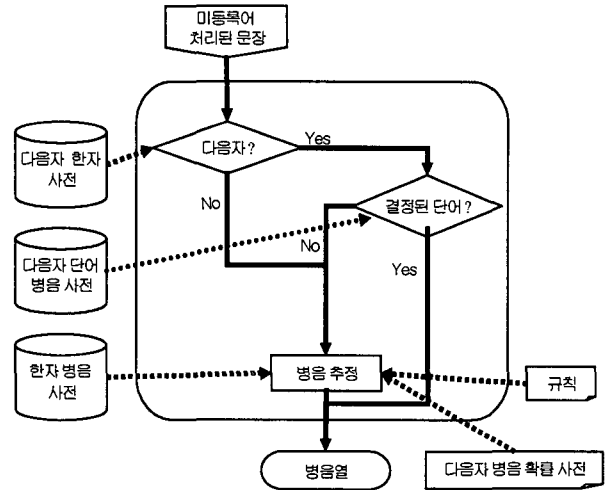 미등록어
처리된 문장
다음자?
Yes
다음자 한자
사전
No
결정된 단어?
No
다음자 단어
병음 사전
Yes
한자 병음
사전
병음 추정
규칙
병음열
다음자 병음 확률 사전